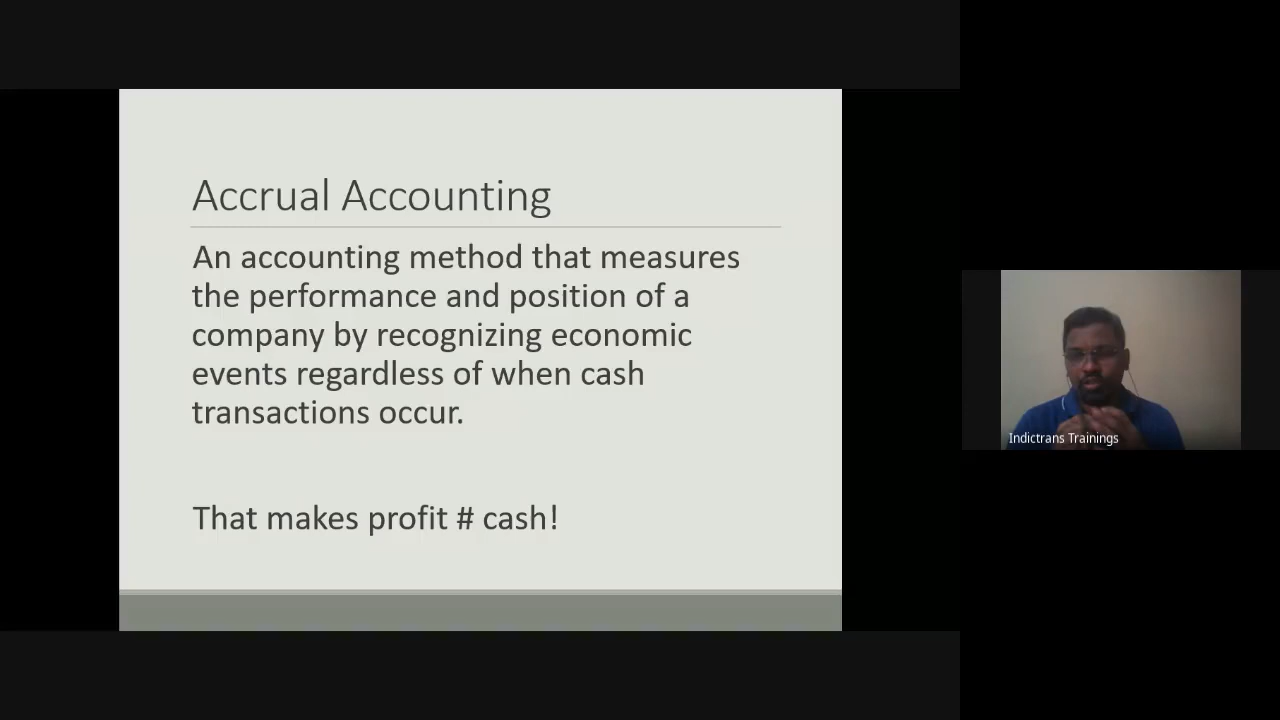 Accrual Accounting
An accounting method that measures
the performance and position of a
company by recognizing economic
events regardless of when cash
transactions occur.
That makes profit # cash!
Indictrans Trainings